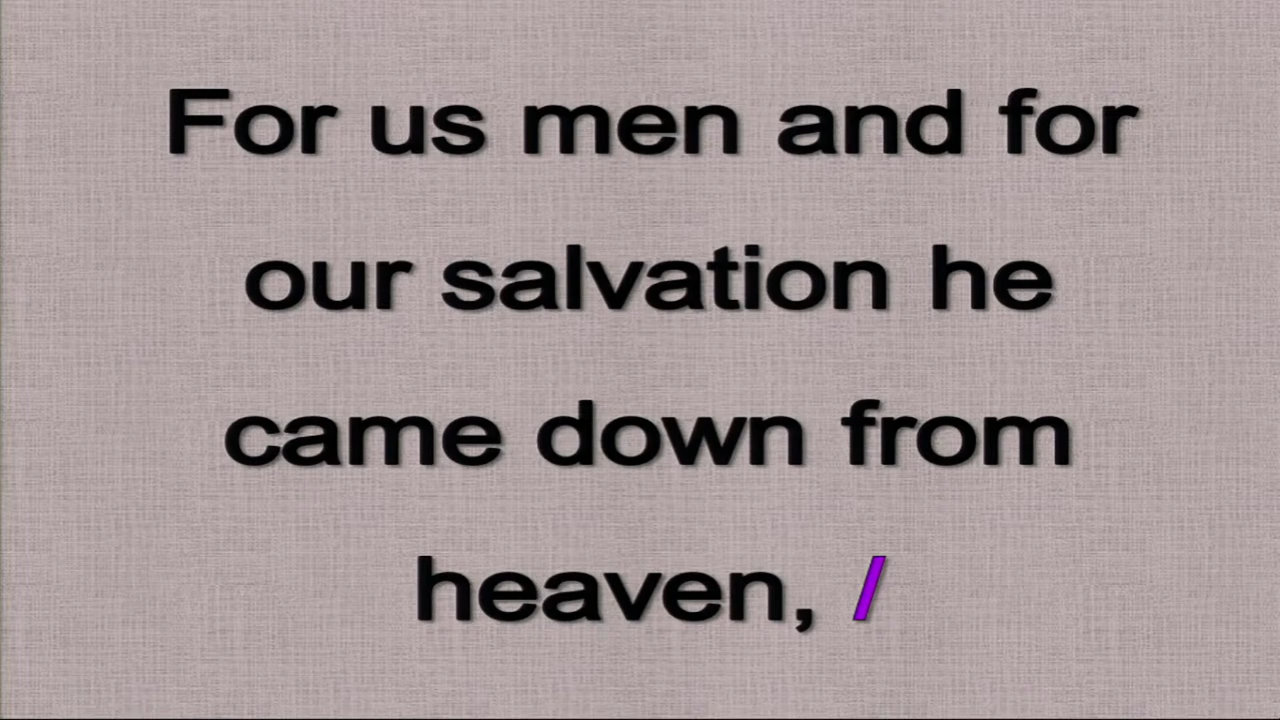 For us men and for
our salvation he
came down from
heaven, /